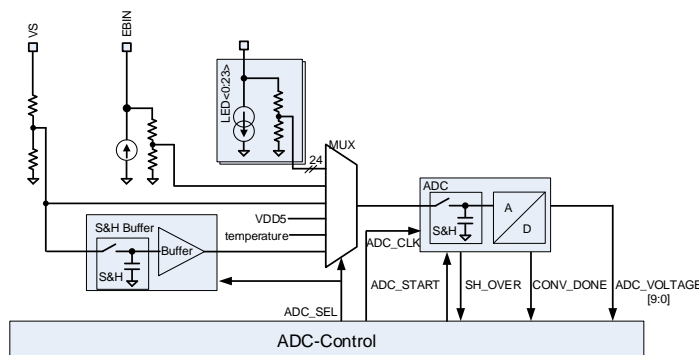 VS
EBIN
LED<0:23>
MUX
24
ADC
A
D
S&H
S&H Buffer
VDD5
temperature
Buffer
S&H
ADC_CLK
ADC_SEL
ADC_START
SH_OVER
CONV_DONE
ADC_VOLTAGE
[9:0]
ADC-Control